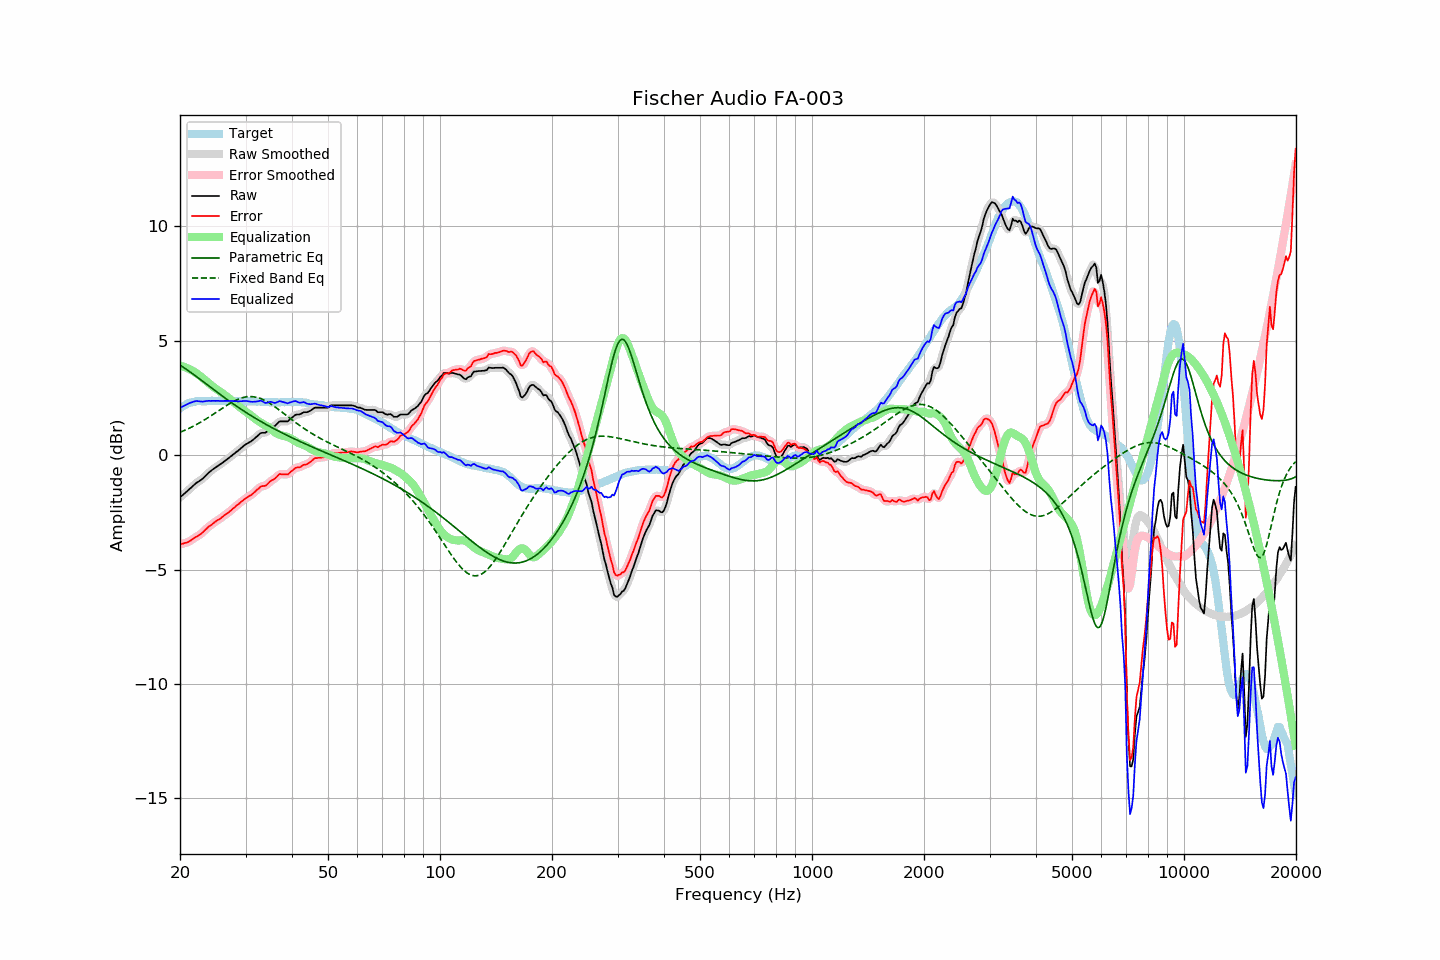 Fischer Audio FA-003
Target
Raw Smoothed
Error Smoothed
Raw
Error
Equalization
Parametric Eq
Fixed Band Eq
Equalized
Amplitude (dBr)
10
5
0
−5
−10
−15
20 50 100 200 500 1000 2000 5000 10000 20000
Frequency (Hz)